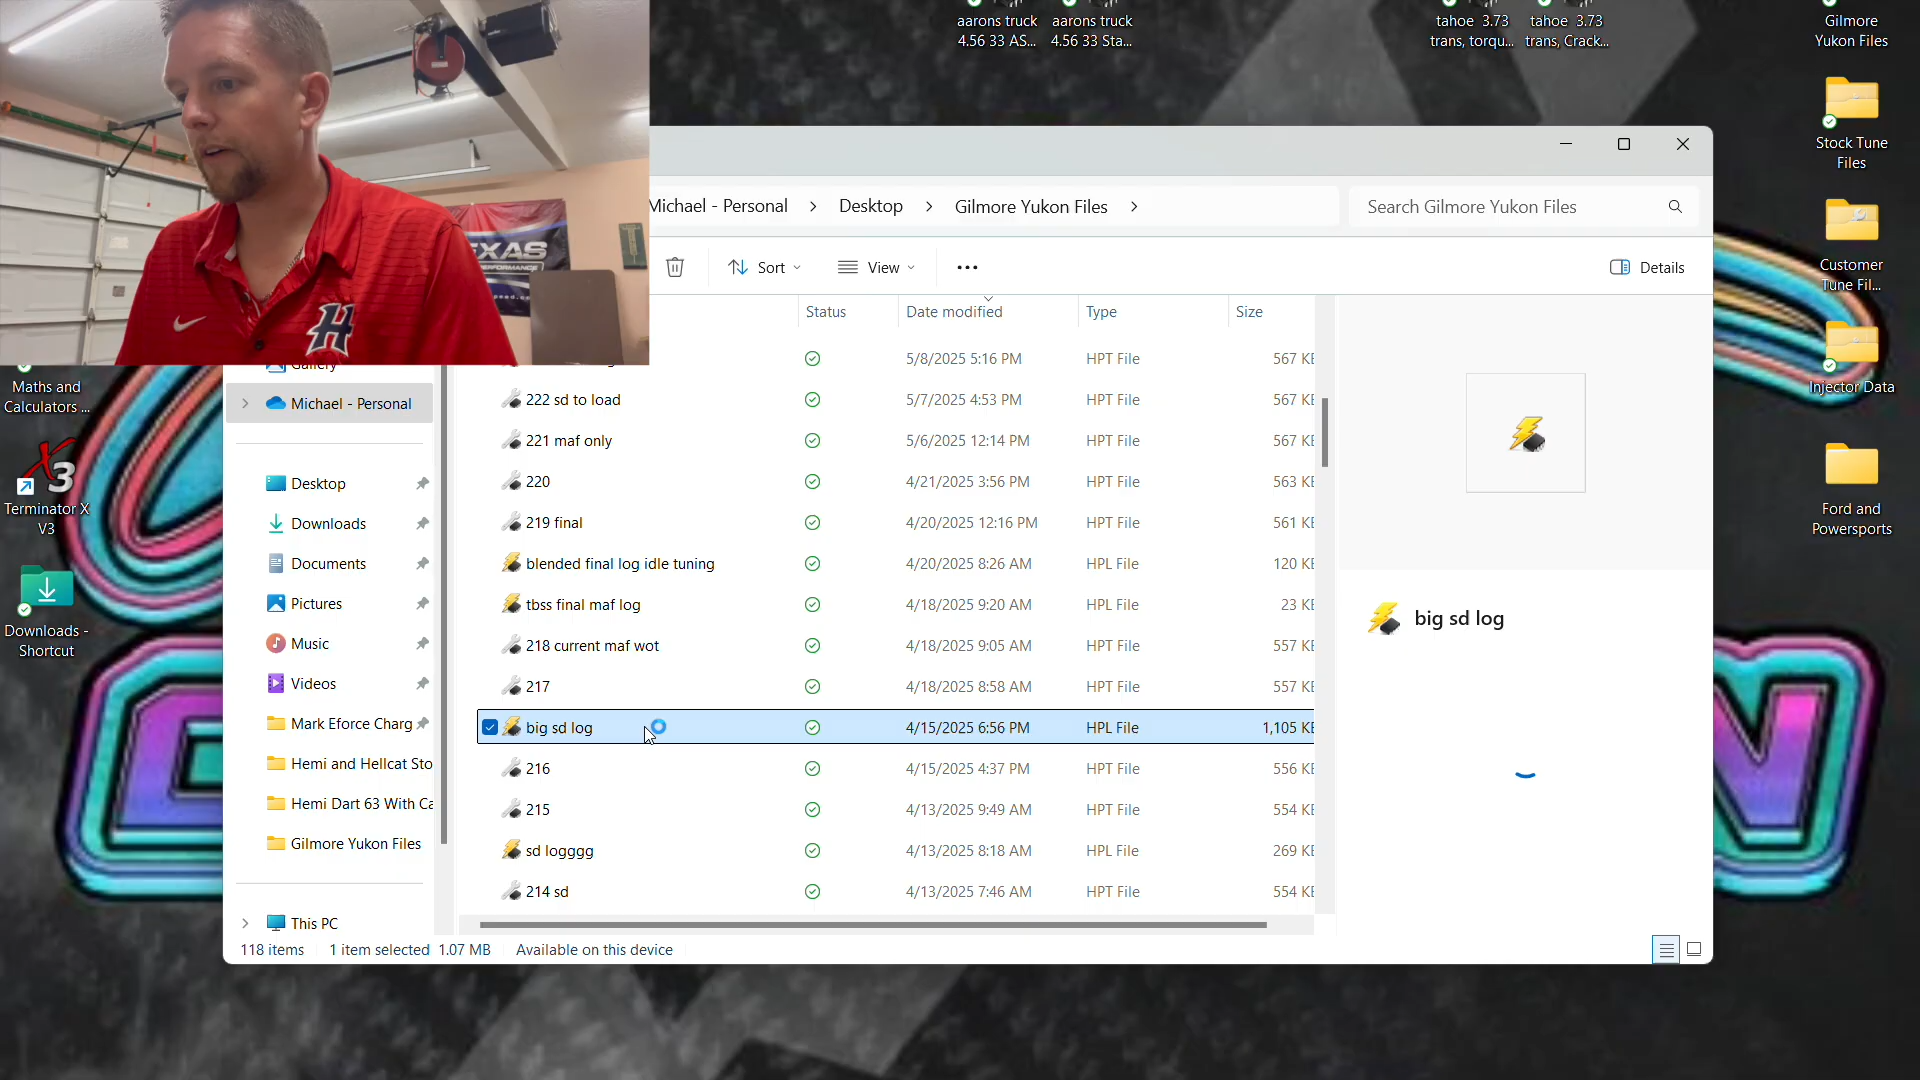 aarons truck
4.56 33 AS...
aarons truck
4.56 33 Sta...
tahoe 3.73
trans, torqu...
tahoe 3.73
trans, Crack...
Gilmore
Yukon Files
Stock Tune
Files
Customer
Tune Fil...
Injector Data
Ford and
Powersports
Maths and
Calculators ...
Terminator X
V3
Downloads -
Shortcut
EXAS
H
Michael - Personal
Desktop
Gilmore Yukon Files
Search Gilmore Yukon Files
Sort
View
Details
Status
Date modified
Type
Size
5/8/2025 5:16 PM HPT File 567 KB
222 sd to load 5/7/2025 4:53 PM HPT File 567 KB
221 maf only 5/6/2025 12:14 PM HPT File 567 KB
220 4/21/2025 3:56 PM HPT File 563 KB
219 final 4/20/2025 12:16 PM HPT File 561 KB
blended final log idle tuning 4/20/2025 8:26 AM HPL File 120 KB
tbss final maf log 4/18/2025 9:20 AM HPL File 23 KB
218 current maf wot 4/18/2025 9:05 AM HPT File 557 KB
217 4/18/2025 8:58 AM HPT File 557 KB
big sd log 4/15/2025 6:56 PM HPL File 1,105 KB
216 4/15/2025 4:37 PM HPT File 556 KB
215 4/13/2025 9:49 AM HPT File 554 KB
sd logggg 4/13/2025 8:18 AM HPL File 269 KB
214 sd 4/13/2025 7:46 AM HPT File 554 KB
Gallery
Michael - Personal
Desktop
Downloads
Documents
Pictures
Music
Videos
Mark Eforce Charg
Hemi and Hellcat Sto
Hemi Dart 63 With Ca
Gilmore Yukon Files
This PC
big sd log
118 items
1 item selected 1.07 MB
Available on this device